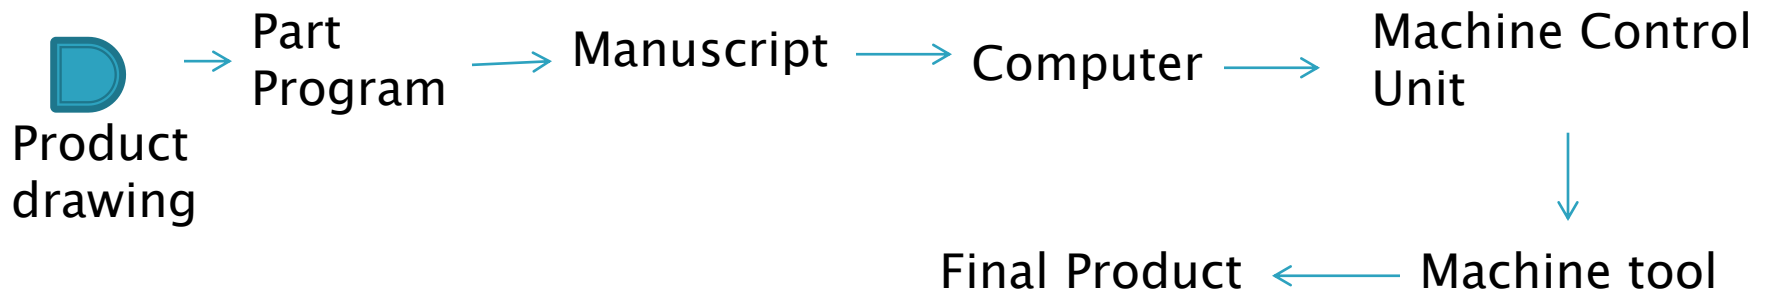 Product
drawing
Part
Program
Manuscript
Computer
Machine Control
Unit
Machine tool
Final Product